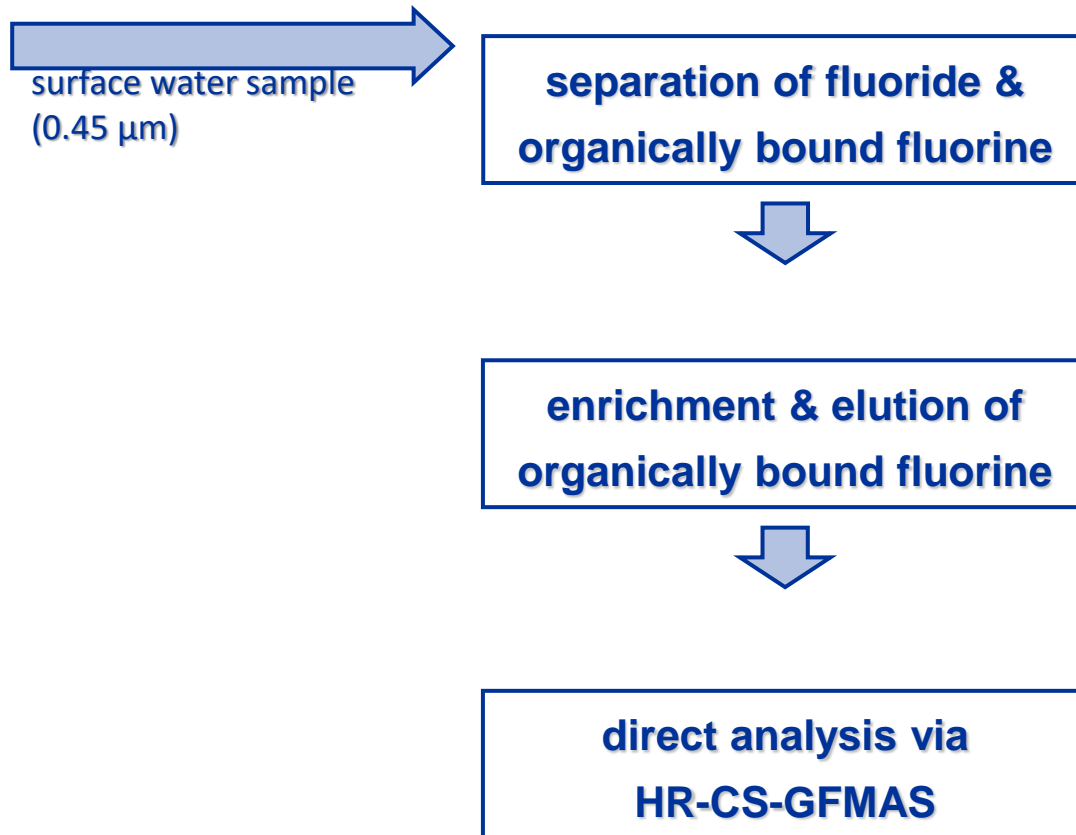 surface water sample
(0.45 µm)
separation of fluoride &
organically bound fluorine
enrichment & elution of
organically bound fluorine
direct analysis via
HR-CS-GFMAS